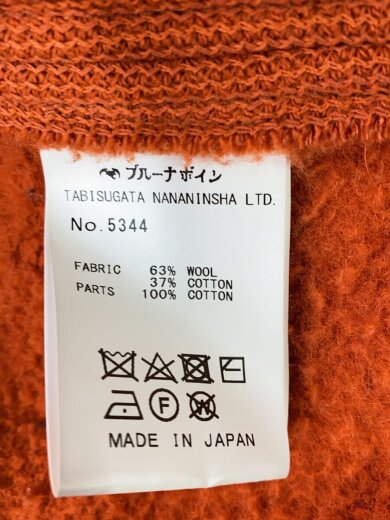 ブルーナボイン
TABISUGATA NANANINSHA LTD.
No.5344
FABRIC 63% WOOL
37% COTTON
PARTS 100% COTTON
F
W
MADE IN JAPAN